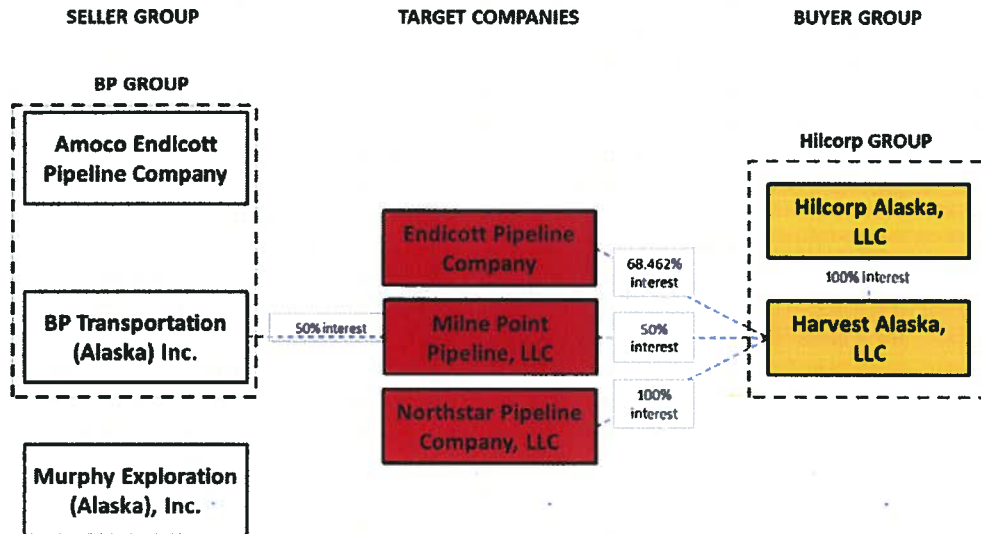 SELLER GROUP
TARGET COMPANIES
BUYER GROUP
BP GROUP
Amoco Endicott
Pipeline Company
BP Transportation
(Alaska) Inc.
Murphy Exploration
(Alaska), Inc.
50% interest
Endicott Pipeline
Company
Milne Point
Pipeline, LLC
Northstar Pipeline
Company, LLC
68.462%
interest
50%
interest
100%
interest
Hilcorp GROUP
Hilcorp Alaska,
LLC
100% interest
Harvest Alaska,
LLC